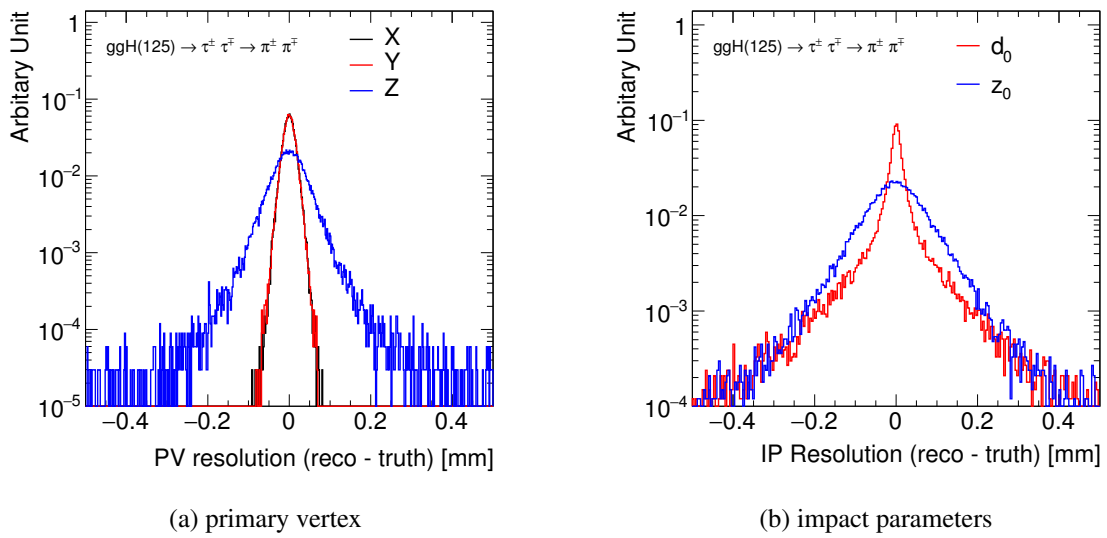 Arbitary Unit
1
10⁻¹
10⁻²
10⁻³
10⁻⁴
10⁻⁵
ggH(125) → τ± τ∓ → π± π∓
X
Y
Z
−0.4 −0.2 0 0.2 0.4
PV resolution (reco - truth) [mm]
(a) primary vertex
Arbitary Unit
1
10⁻¹
10⁻²
10⁻³
10⁻⁴
ggH(125) → τ± τ∓ → π± π∓
d₀
z₀
−0.4 −0.2 0 0.2 0.4
IP Resolution (reco - truth) [mm]
(b) impact parameters